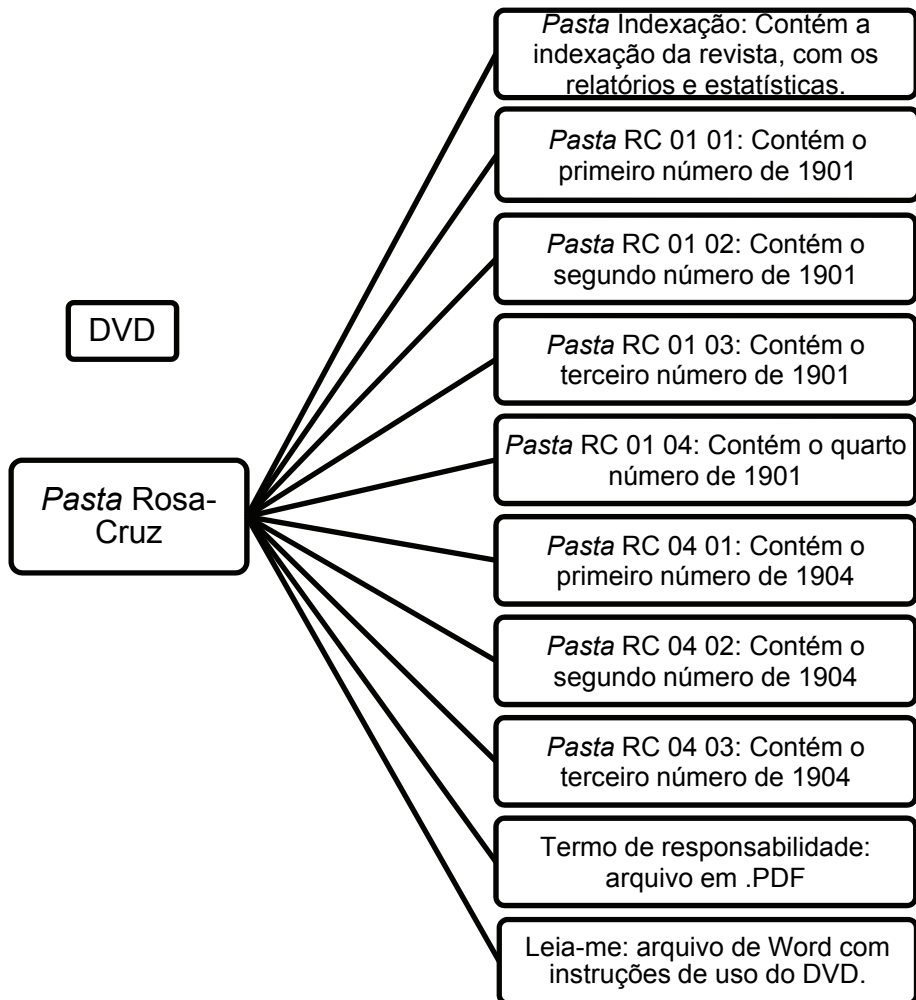 DVD
Pasta Rosa-
Cruz
Pasta Indexação: Contém a
indexação da revista, com os
relatórios e estatísticas.
Pasta RC 01 01: Contém o
primeiro número de 1901
Pasta RC 01 02: Contém o
segundo número de 1901
Pasta RC 01 03: Contém o
terceiro número de 1901
Pasta RC 01 04: Contém o quarto
número de 1901
Pasta RC 04 01: Contém o
primeiro número de 1904
Pasta RC 04 02: Contém o
segundo número de 1904
Pasta RC 04 03: Contém o
terceiro número de 1904
Termo de responsabilidade:
arquivo em .PDF
Leia-me: arquivo de Word com
instruções de uso do DVD.